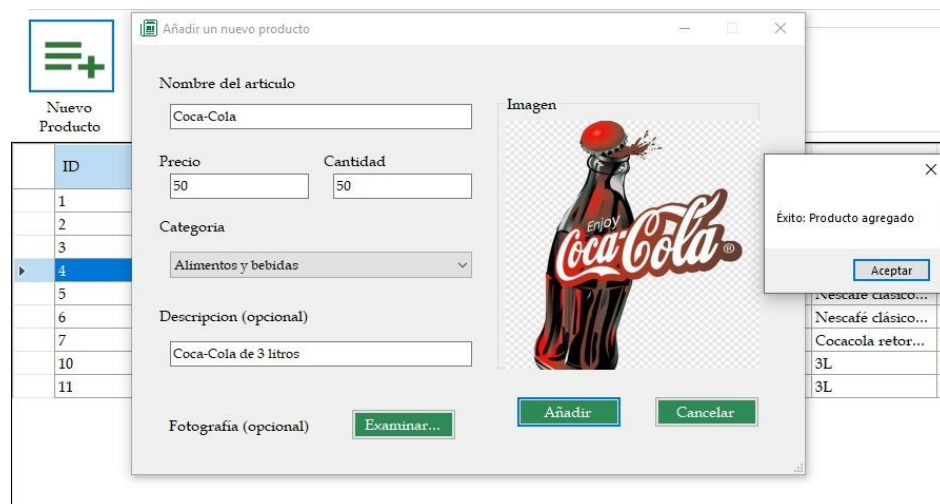 Nuevo
Producto
ID
1
2
3
4
5
6
7
10
11
Añadir un nuevo producto
Nombre del articulo
Coca-Cola
Precio
Cantidad
50
50
Categoria
Alimentos y bebidas
Descripcion (opcional)
Coca-Cola de 3 litros
Fotografía (opcional)
Examinar...
Imagen
Enjoy
Coca-Cola®
Añadir
Cancelar
Éxito: Producto agregado
Aceptar
Nescafé clásico...
Nescafé clásico...
Cocacola retor...
3L
3L